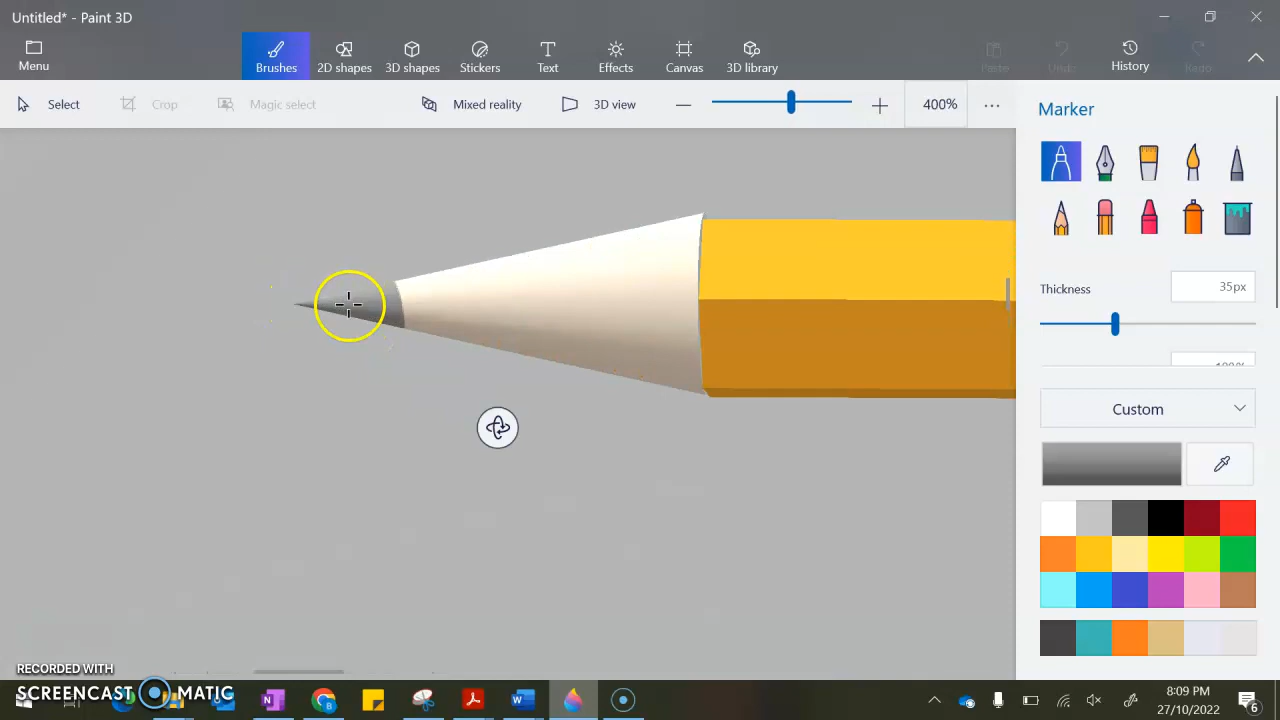 Untitled* - Paint 3D
Menu
Brushes 2D shapes 3D shapes Stickers Text Effects Canvas 3D library Paste Undo History Redo
Select Crop Magic select Mixed reality 3D view 400%
Marker
Thickness 35px
Custom
RECORDED WITH
SCREENCAST MATIC
8:09 PM
27/10/2022
6